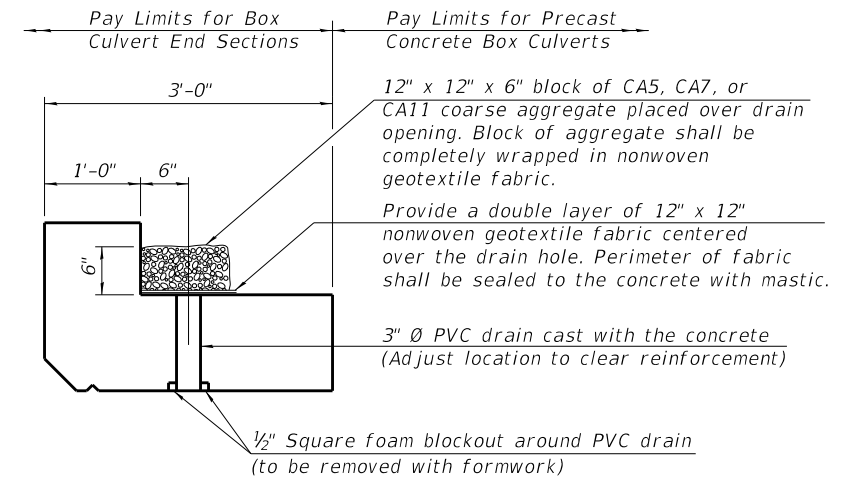 Pay Limits for Box
Culvert End Sections
Pay Limits for Precast
Concrete Box Culverts
3'-0"
12" x 12" x 6" block of CA5, CA7, or
CA11 coarse aggregate placed over drain
opening. Block of aggregate shall be
completely wrapped in nonwoven
geotextile fabric.
1'-0"
6"
Provide a double layer of 12" x 12"
nonwoven geotextile fabric centered
over the drain hole. Perimeter of fabric
shall be sealed to the concrete with mastic.
6"
3" Ø PVC drain cast with the concrete
(Adjust location to clear reinforcement)
½" Square foam blockout around PVC drain
(to be removed with formwork)